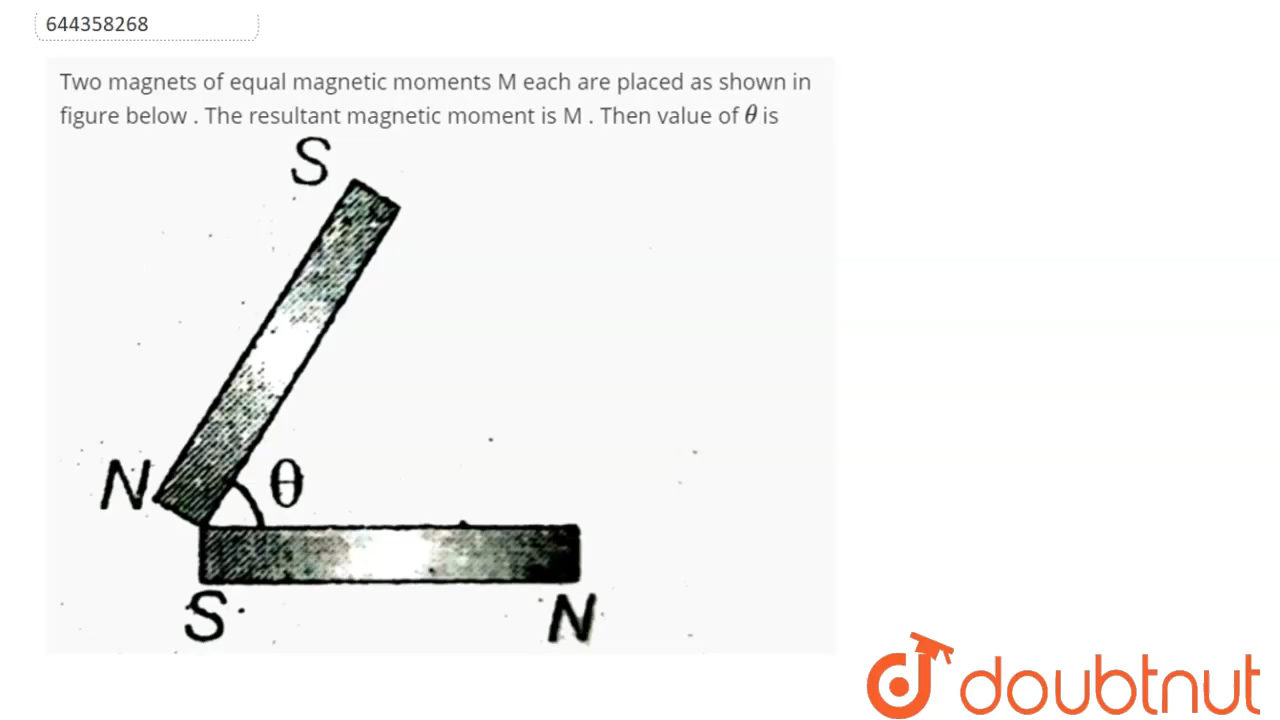 644358268
Two magnets of equal magnetic moments M each are placed as shown in
figure below . The resultant magnetic moment is M . Then value of θ is
S
N
θ
S
N
doubtnut